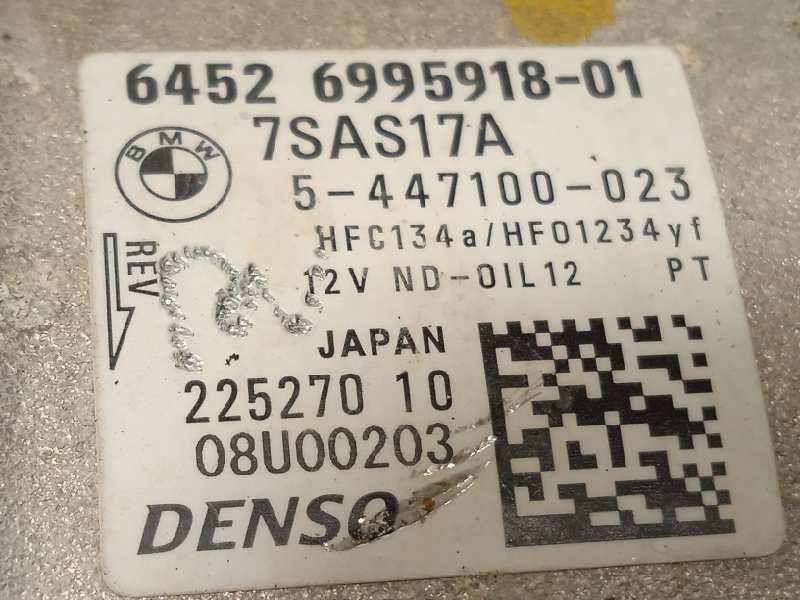 6452 6995918-01
BMW
7SAS17A
5-447100-023
HFC134a/HFO1234yf
REV
12V ND-OIL12 PT
JAPAN
225270 10
08U00203
DENSO